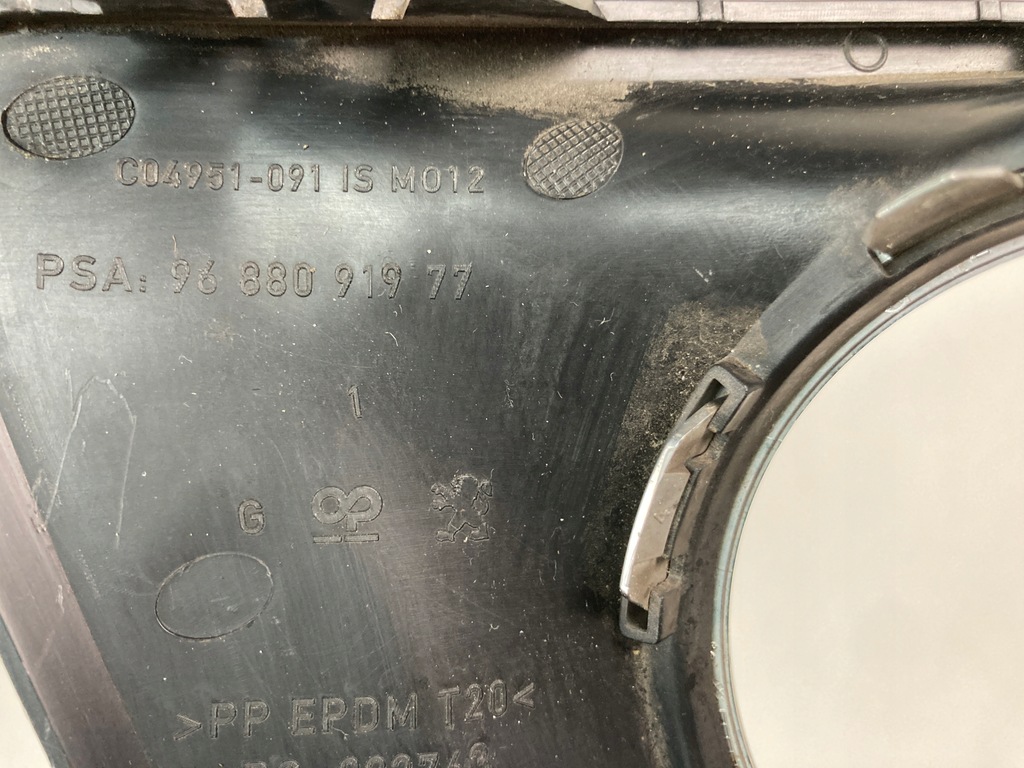 C04951-091 IS M012
PSA: 96 880 919 77
1
G
>PP EPDM T20<